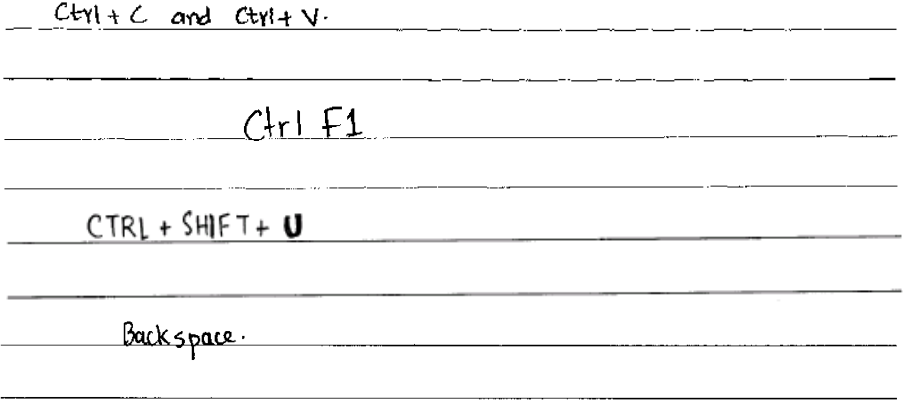 Ctrl + C and Ctrl + V.
Ctrl F1
CTRL + SHIFT + U
Backspace.